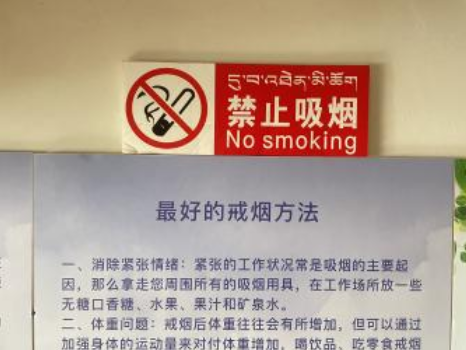 དུ་བ་འཐེན་མི་ཆོག
禁止吸烟
No smoking
最好的戒烟方法
一、消除紧张情绪：紧张的工作状况常是吸烟的主要起
因，那么拿走您周围所有的吸烟用具，在工作场所放一些
无糖口香糖、水果、果汁和矿泉水。
二、体重问题：戒烟后体重往往会有所增加，但可以通过
加强身体的运动量来对付体重增加，喝饮品、吃零食戒烟